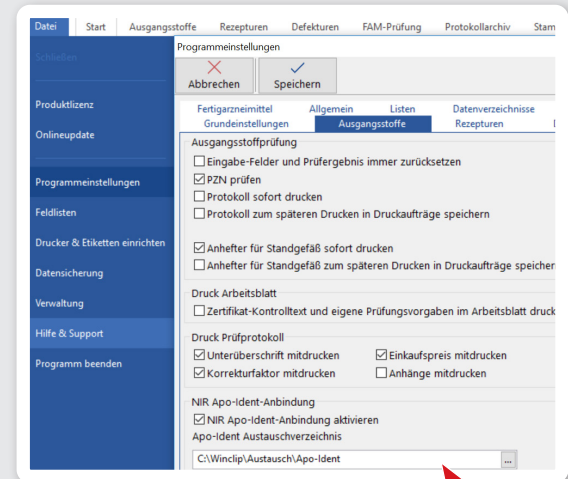 Datei Start Ausgangsstoffe Rezepturen Defekturen FAM-Prüfung Protokollarchiv Stam
Schließen
Produktlizenz
Onlineupdate
Programmeinstellungen
Feldlisten
Drucker & Etiketten einrichten
Datensicherung
Verwaltung
Hilfe & Support
Programm beenden
Programmeinstellungen
Abbrechen Speichern
Fertigarzneimittel Allgemein Listen Datenverzeichnisse
Grundeinstellungen Ausgangsstoffe Rezepturen
Ausgangsstoffprüfung
Eingabe-Felder und Prüfergebnis immer zurücksetzen
PZN prüfen
Protokoll sofort drucken
Protokoll zum späteren Drucken in Druckaufträge speichern
Anhefter für Standgefäß sofort drucken
Anhefter für Standgefäß zum späteren Drucken in Druckaufträge speicher
Druck Arbeitsblatt
Zertifikat-Kontrolltext und eigene Prüfungsvorgaben im Arbeitsblatt druck
Druck Prüfprotokoll
Unterüberschrift mitdrucken Einkaufspreis mitdrucken
Korrekturfaktor mitdrucken Anhänge mitdrucken
NIR Apo-Ident-Anbindung
NIR Apo-Ident-Anbindung aktivieren
Apo-Ident Austauschverzeichnis
C:\Winclip\Austausch\Apo-Ident ...